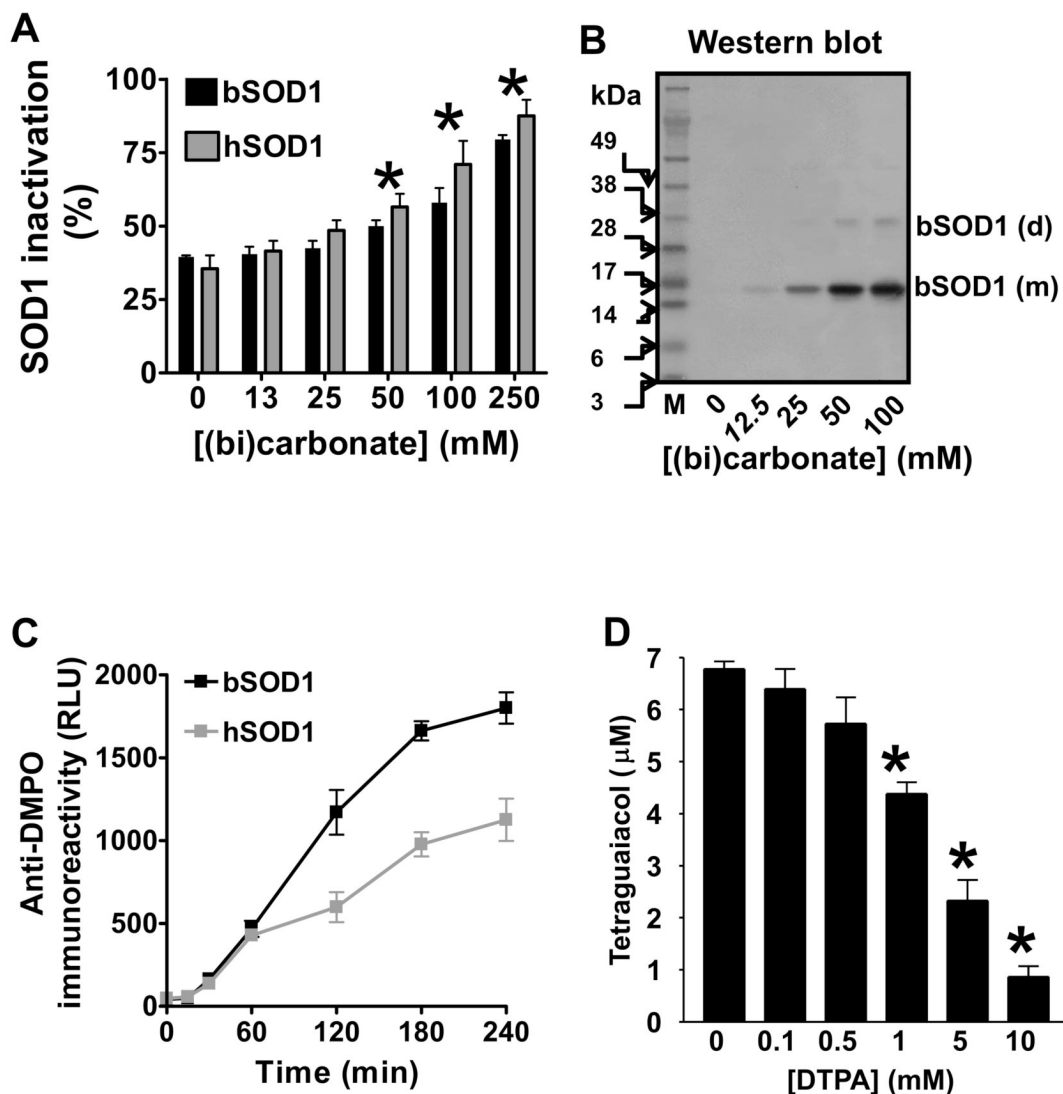 A
SOD1 inactivation
(%)
100
75
50
25
0
bSOD1
hSOD1
*
*
*
0 13 25 50 100 250
[(bi)carbonate] (mM)
B
Western blot
kDa
49
38
28
17
14
6
3
M 0 12.5 25 50 100
[(bi)carbonate] (mM)
bSOD1 (d)
bSOD1 (m)
C
Anti-DMPO
immunoreactivity (RLU)
2000
1500
1000
500
0
bSOD1
hSOD1
0 60 120 180 240
Time (min)
D
Tetraguaiacol (μM)
7
6
5
4
3
2
1
0
*
*
*
0 0.1 0.5 1 5 10
[DTPA] (mM)